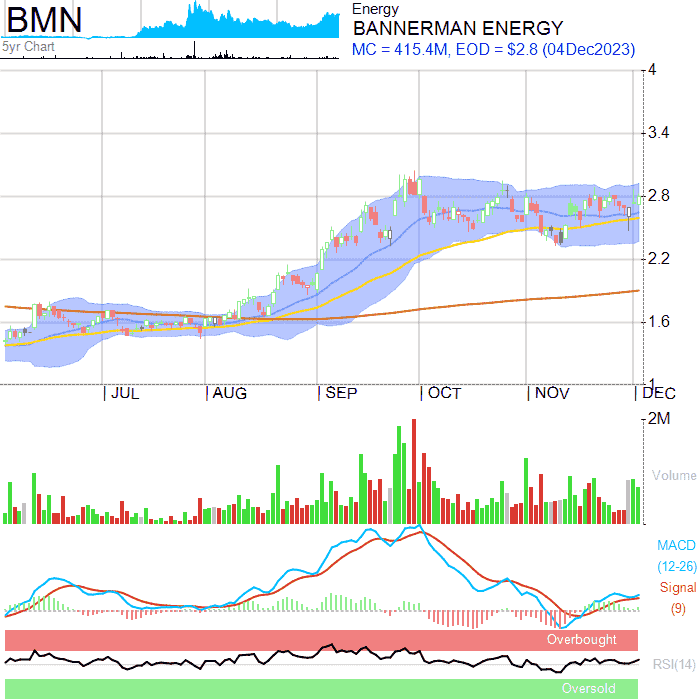 BMN
5yr Chart
Energy
BANNERMAN ENERGY
MC = 415.4M, EOD = $2.8 (04Dec2023)
4
3.4
2.8
2.2
1.6
1
JUL AUG SEP OCT NOV DEC
2M
Volume
MACD
(12-26)
Signal
(9)
Overbought
RSI(14)
Oversold